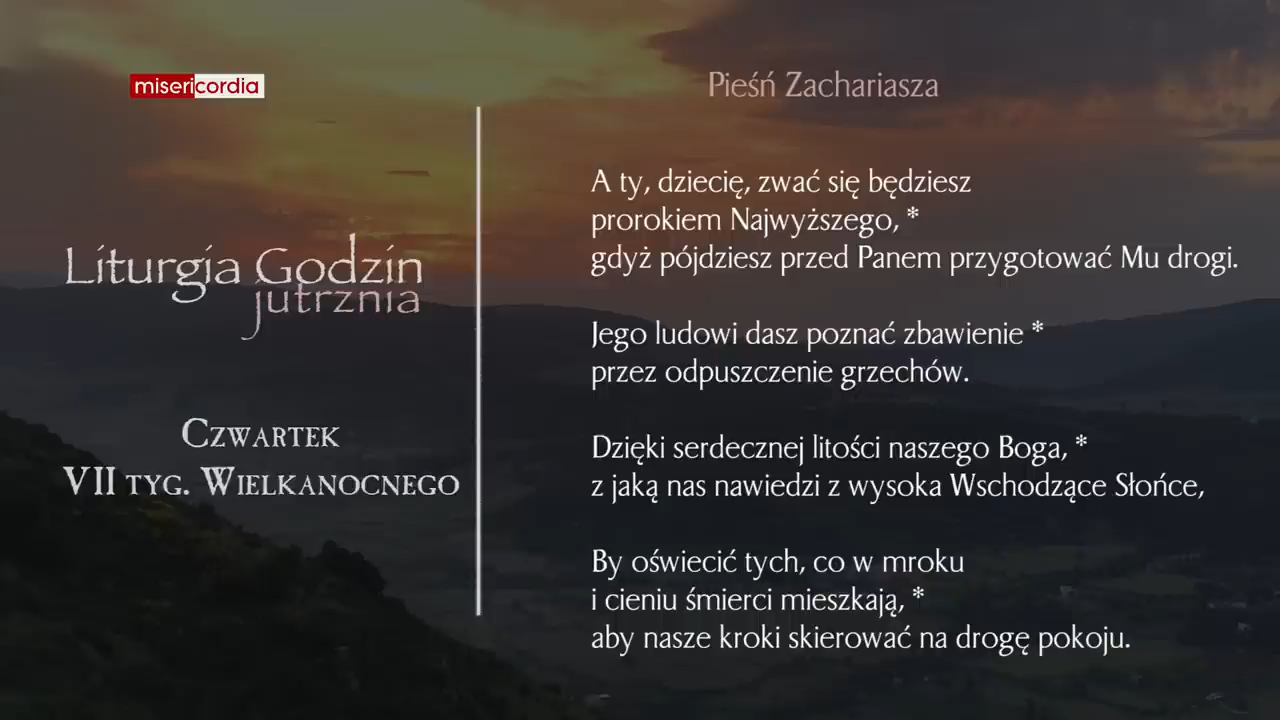 misericordia
Liturgia Godzin
jutrznia
Czwartek
VII tyg. Wielkanocnego
Pieśń Zachariasza
A ty, dziecię, zwać się będziesz
prorokiem Najwyższego, *
gdyż pójdziesz przed Panem przygotować Mu drogi.
Jego ludowi dasz poznać zbawienie *
przez odpuszczenie grzechów.
Dzięki serdecznej litości naszego Boga, *
z jaką nas nawiedzi z wysoka Wschodzące Słońce,
By oświecić tych, co w mroku
i cieniu śmierci mieszkają, *
aby nasze kroki skierować na drogę pokoju.